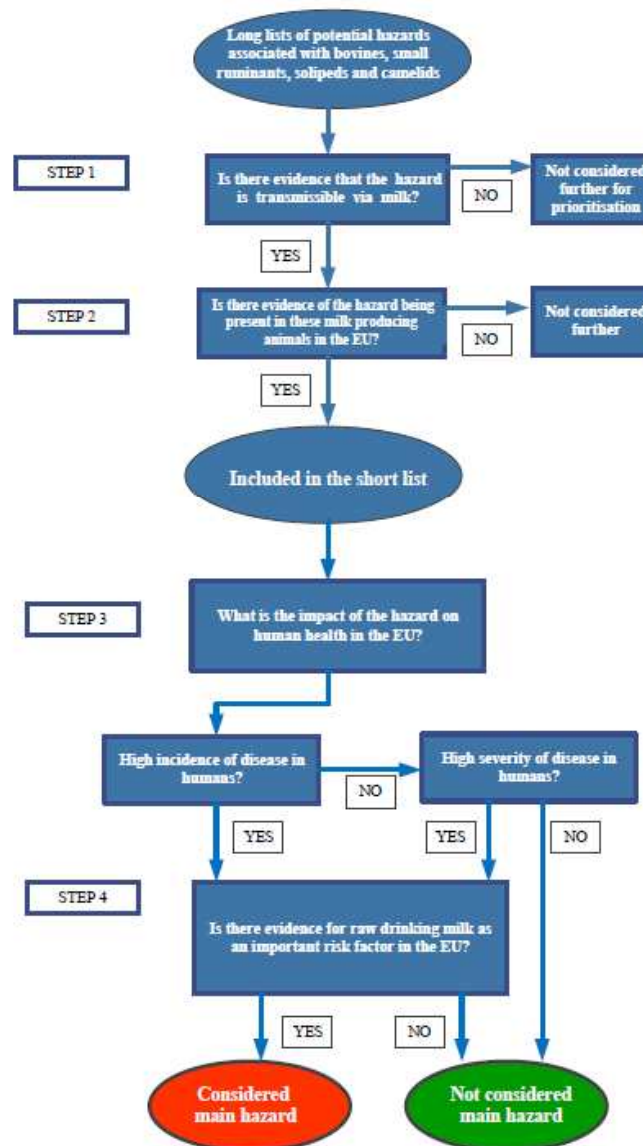 Long lists of potential hazards
associated with bovines, small
ruminants, solipeds and camelids
STEP 1
Is there evidence that the hazard
is transmissible via milk?
NO
Not considered
further for
prioritisation
YES
STEP 2
Is there evidence of the hazard being
present in these milk producing
animals in the EU?
NO
Not considered
further
YES
Included in the short list
STEP 3
What is the impact of the hazard on
human health in the EU?
High incidence of disease in
humans?
NO
High severity of disease in
humans?
YES
YES
NO
STEP 4
Is there evidence for raw drinking milk as
an important risk factor in the EU?
YES
NO
Considered
main hazard
Not considered
main hazard